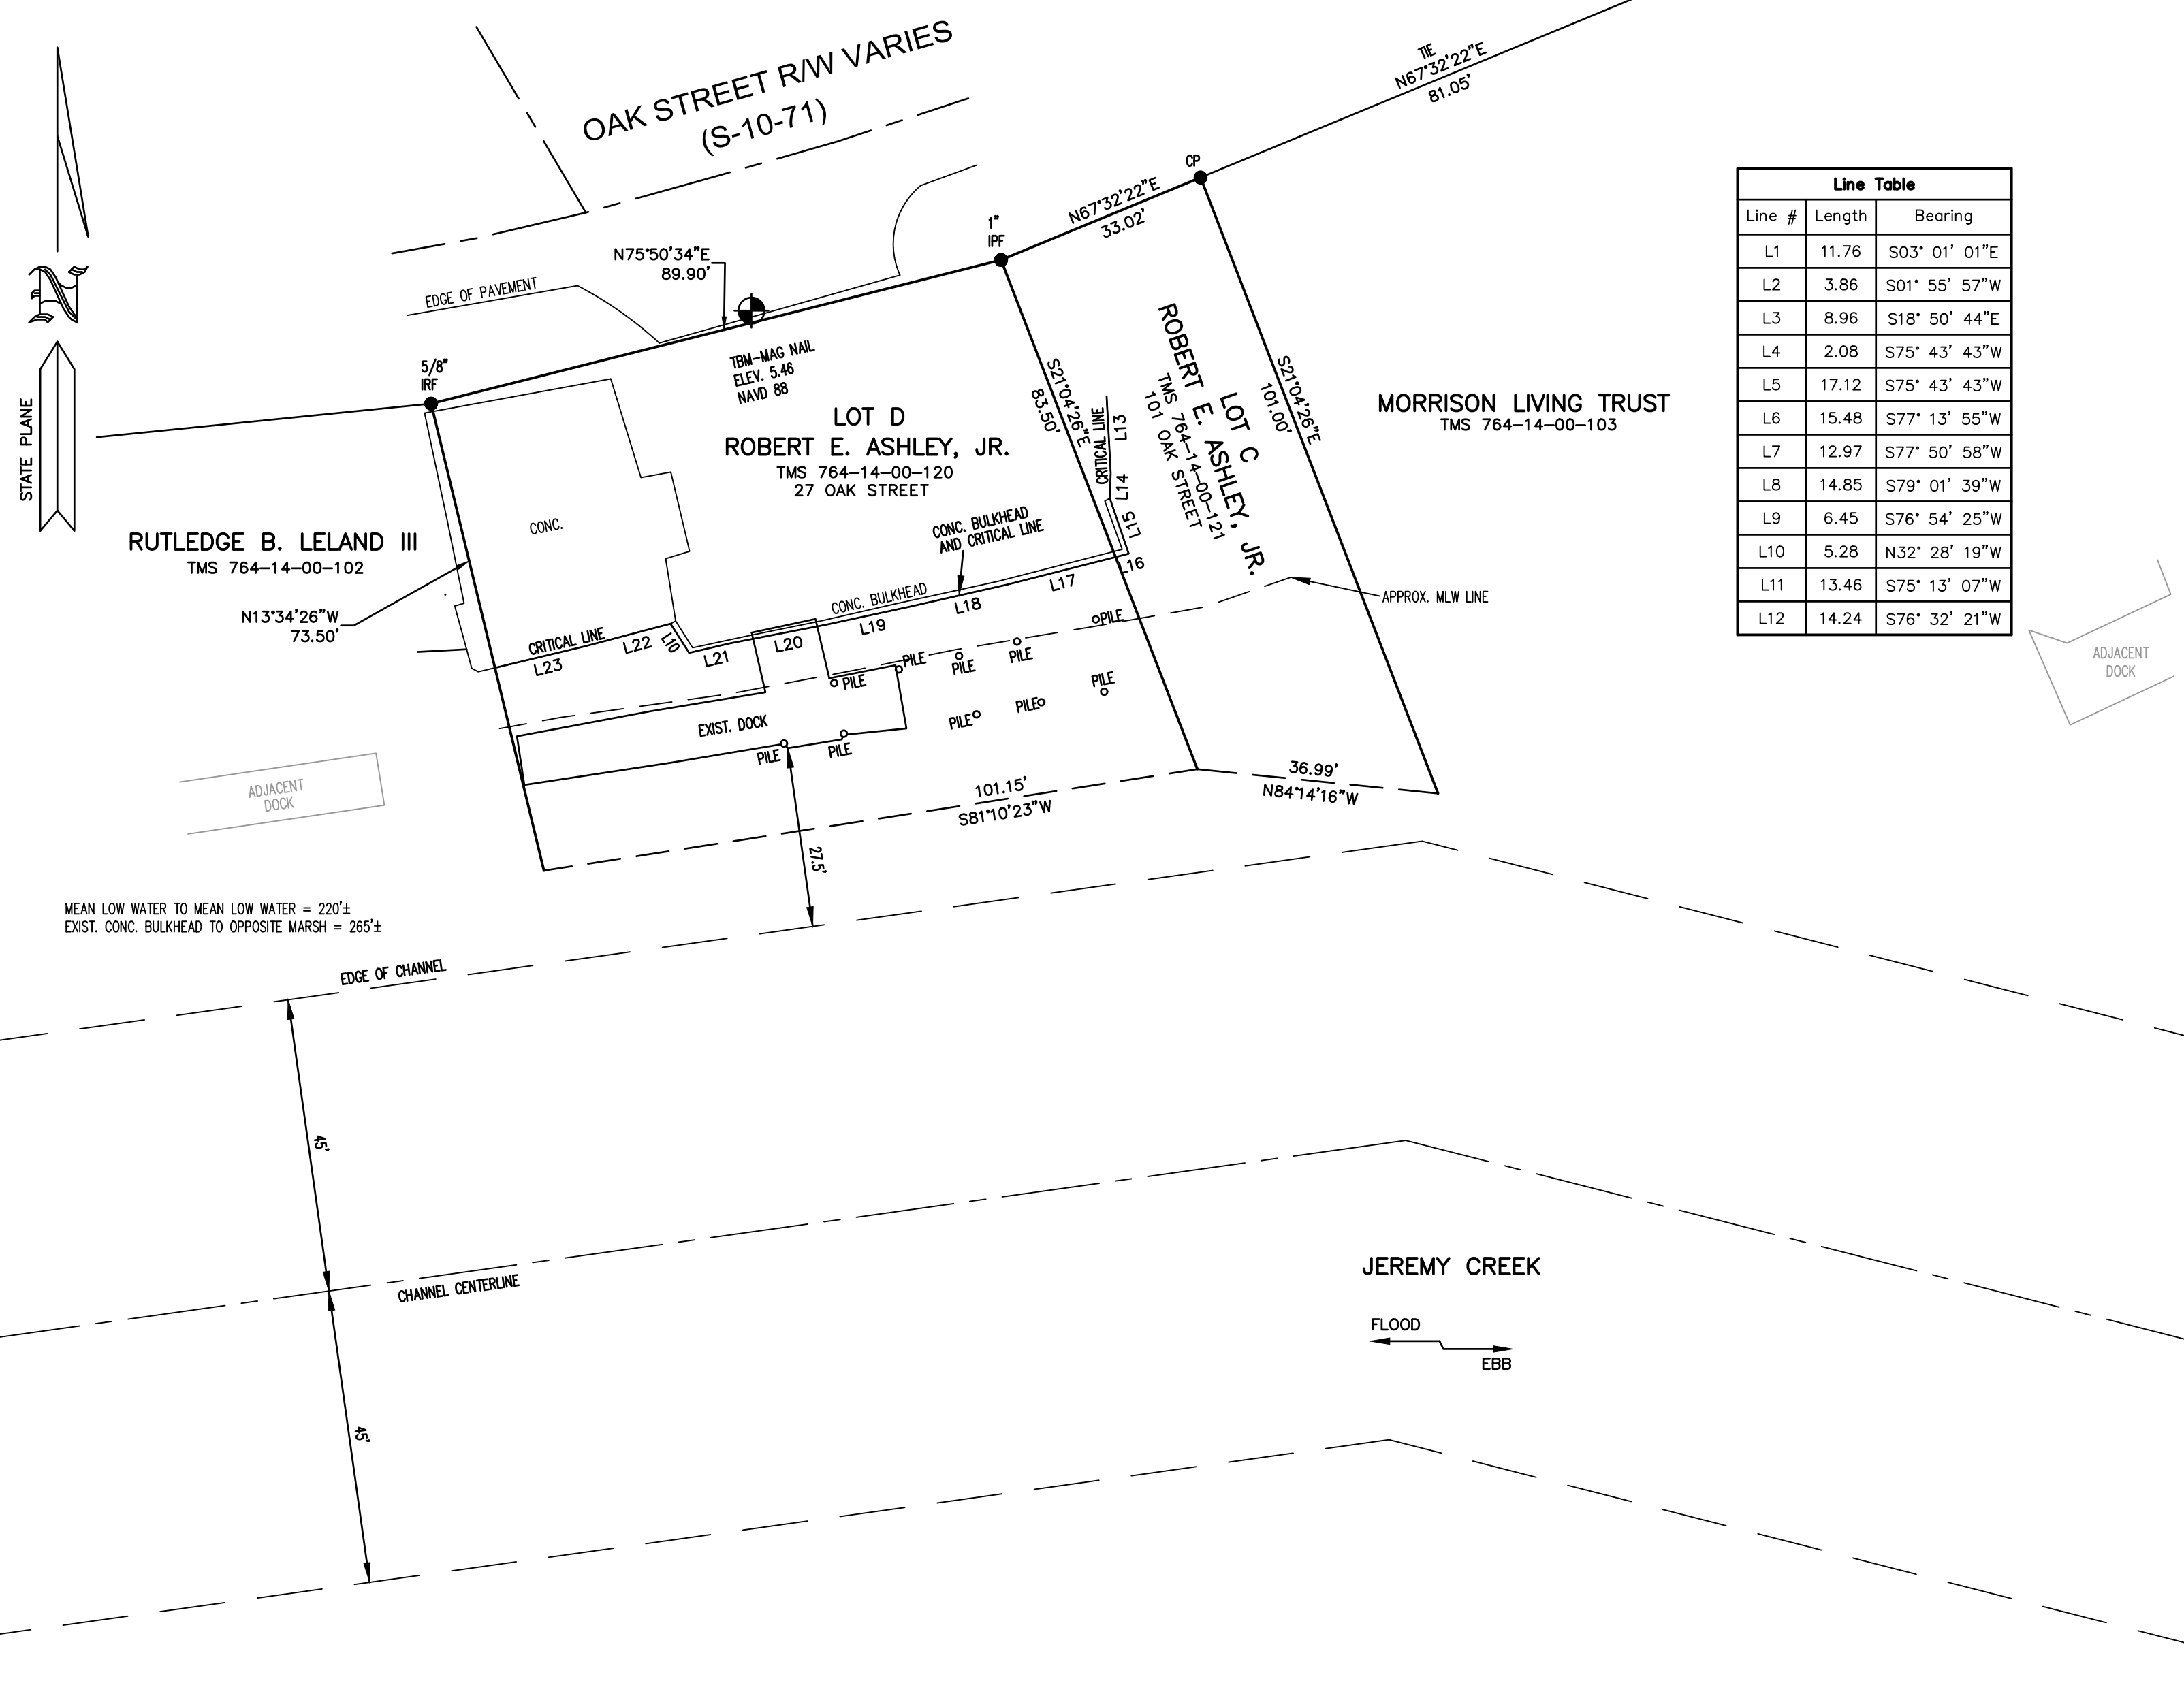 OAK STREET R/W VARIES
(S-10-71)
TIE
N67°32'22"E
81.05'
CP
N67°32'22"E
33.02'
1"
IPF
N75°50'34"E
89.90'
EDGE OF PAVEMENT
5/8"
IRF
TBM-MAG NAIL
ELEV. 5.46
NAVD 88
N
STATE PLANE
LOT D
ROBERT E. ASHLEY, JR.
TMS 764-14-00-120
27 OAK STREET
S21°04'26"E
83.50'
CRITICAL LINE
L13
L14
L15
L16
LOT C
ROBERT E. ASHLEY, JR.
TMS 764-14-00-121
101 OAK STREET
S21°04'26"E
101.00'
MORRISON LIVING TRUST
TMS 764-14-00-103
Line Table
Line # Length Bearing
L1 11.76 S03° 01' 01"E
L2 3.86 S01° 55' 57"W
L3 8.96 S18° 50' 44"E
L4 2.08 S75° 43' 43"W
L5 17.12 S75° 43' 43"W
L6 15.48 S77° 13' 55"W
L7 12.97 S77° 50' 58"W
L8 14.85 S79° 01' 39"W
L9 6.45 S76° 54' 25"W
L10 5.28 N32° 28' 19"W
L11 13.46 S75° 13' 07"W
L12 14.24 S76° 32' 21"W
RUTLEDGE B. LELAND III
TMS 764-14-00-102
N13°34'26"W
73.50'
CONC.
CONC. BULKHEAD
AND CRITICAL LINE
CONC. BULKHEAD
CRITICAL LINE
L23
L22
L10
L21
L20
L19
L18
L17
APPROX. MLW LINE
PILE
PILE
PILE
PILE
PILE
PILE
PILE
PILE
PILE
PILE
EXIST. DOCK
ADJACENT
DOCK
ADJACENT
DOCK
101.15'
S81°10'23"W
36.99'
N84°14'16"W
27.5'
MEAN LOW WATER TO MEAN LOW WATER = 220'±
EXIST. CONC. BULKHEAD TO OPPOSITE MARSH = 265'±
EDGE OF CHANNEL
45'
CHANNEL CENTERLINE
45'
JEREMY CREEK
FLOOD
EBB